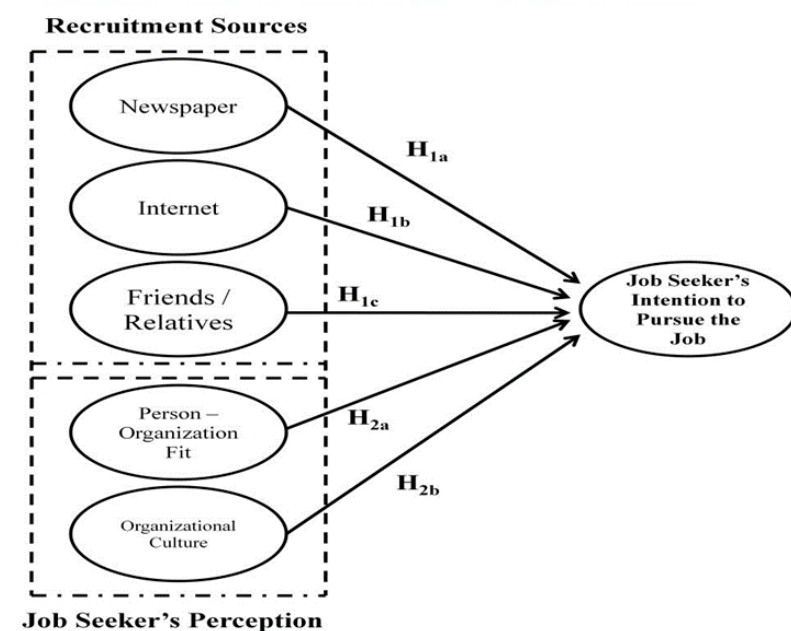 Recruitment Sources
Newspaper
H1a
Internet
H1b
Friends /
Relatives
H1c
Job Seeker's
Intention to
Pursue the
Job
Person –
Organization
Fit
H2a
Organizational
Culture
H2b
Job Seeker's Perception